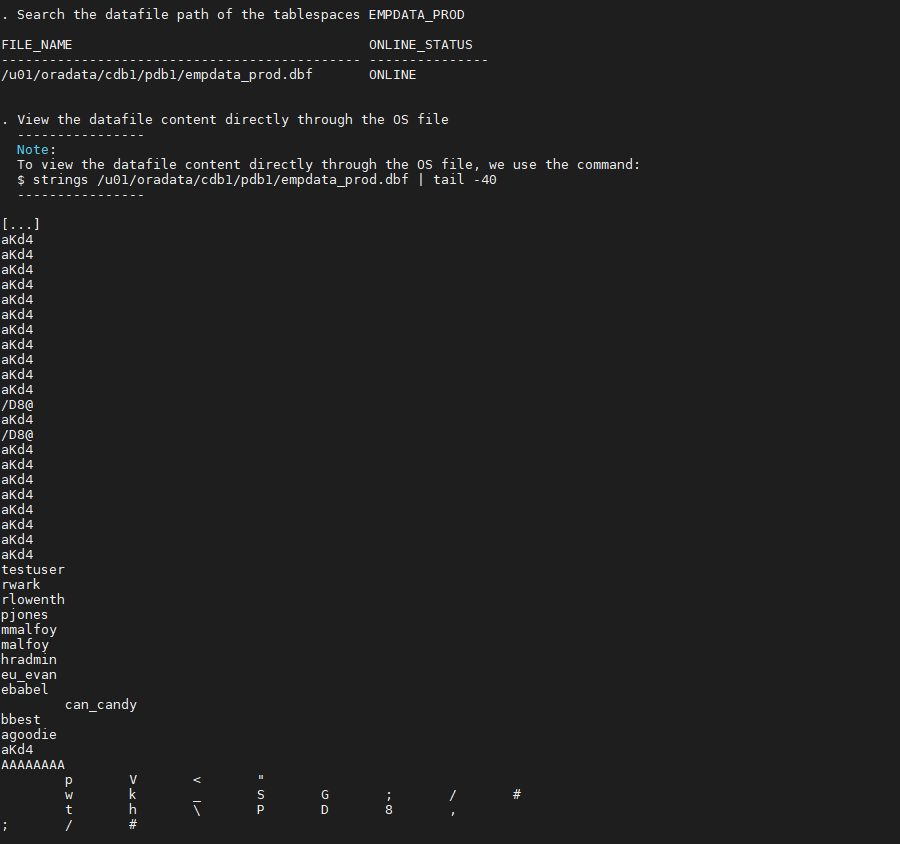 . Search the datafile path of the tablespaces EMPDATA_PROD
FILE_NAME                                     ONLINE_STATUS
--------------------------------------------- ---------------
/u01/oradata/cdb1/pdb1/empdata_prod.dbf       ONLINE
. View the datafile content directly through the OS file
  ----------------
  Note:
  To view the datafile content directly through the OS file, we use the command:
  $ strings /u01/oradata/cdb1/pdb1/empdata_prod.dbf | tail -40
  ----------------
[...]
aKd4
aKd4
aKd4
aKd4
aKd4
aKd4
aKd4
aKd4
aKd4
aKd4
aKd4
/D8@
aKd4
/D8@
aKd4
aKd4
aKd4
aKd4
aKd4
aKd4
aKd4
aKd4
testuser
rwark
rlowenth
pjones
mmalfoy
malfoy
hradmin
eu_evan
ebabel
        can_candy
bbest
agoodie
aKd4
AAAAAAAA
        p       V       <       "
        w       k       _       S       G       ;       /       #
        t       h       \       P       D       8       ,
;       /       #